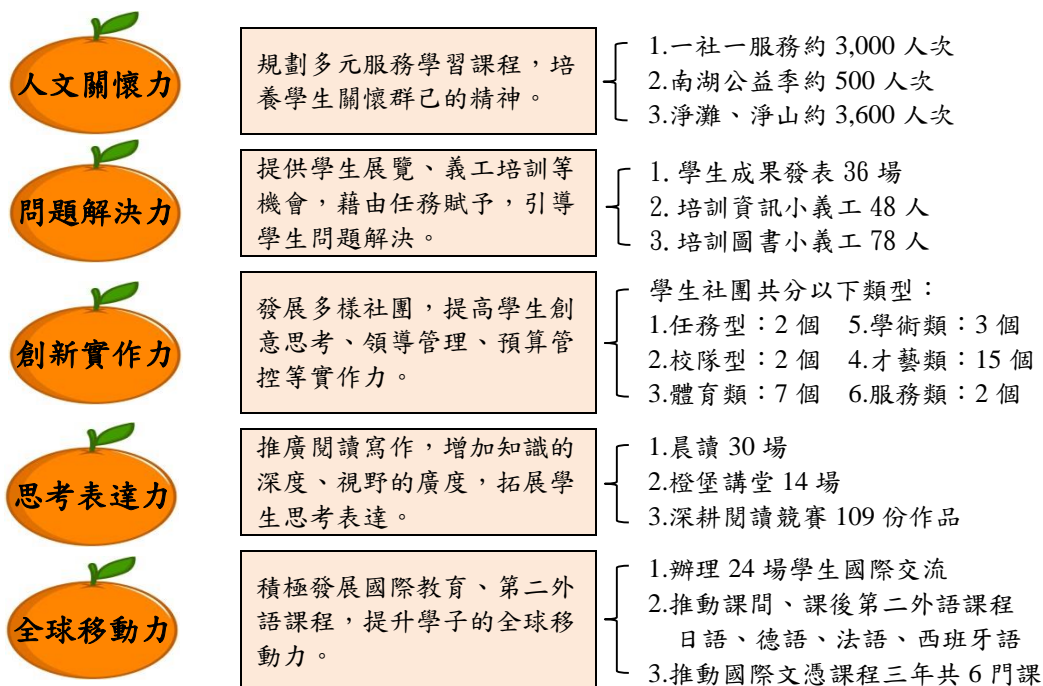 人文關懷力
規劃多元服務學習課程，培
養學生關懷群己的精神。
1.一社一服務約 3,000 人次
2.南湖公益季約 500 人次
3.淨灘、淨山約 3,600 人次
問題解決力
提供學生展覽、義工培訓等
機會，藉由任務賦予，引導
學生問題解決。
1. 學生成果發表 36 場
2. 培訓資訊小義工 48 人
3. 培訓圖書小義工 78 人
創新實作力
發展多樣社團，提高學生創
意思考、領導管理、預算管
控等實作力。
學生社團共分以下類型：
1.任務型：2 個 5.學術類：3 個
2.校隊型：2 個 4.才藝類：15 個
3.體育類：7 個 6.服務類：2 個
思考表達力
推廣閱讀寫作，增加知識的
深度、視野的廣度，拓展學
生思考表達。
1.晨讀 30 場
2.橙堡講堂 14 場
3.深耕閱讀競賽 109 份作品
全球移動力
積極發展國際教育、第二外
語課程，提升學子的全球移
動力。
1.辦理 24 場學生國際交流
2.推動課間、課後第二外語課程
日語、德語、法語、西班牙語
3.推動國際文憑課程三年共 6 門課